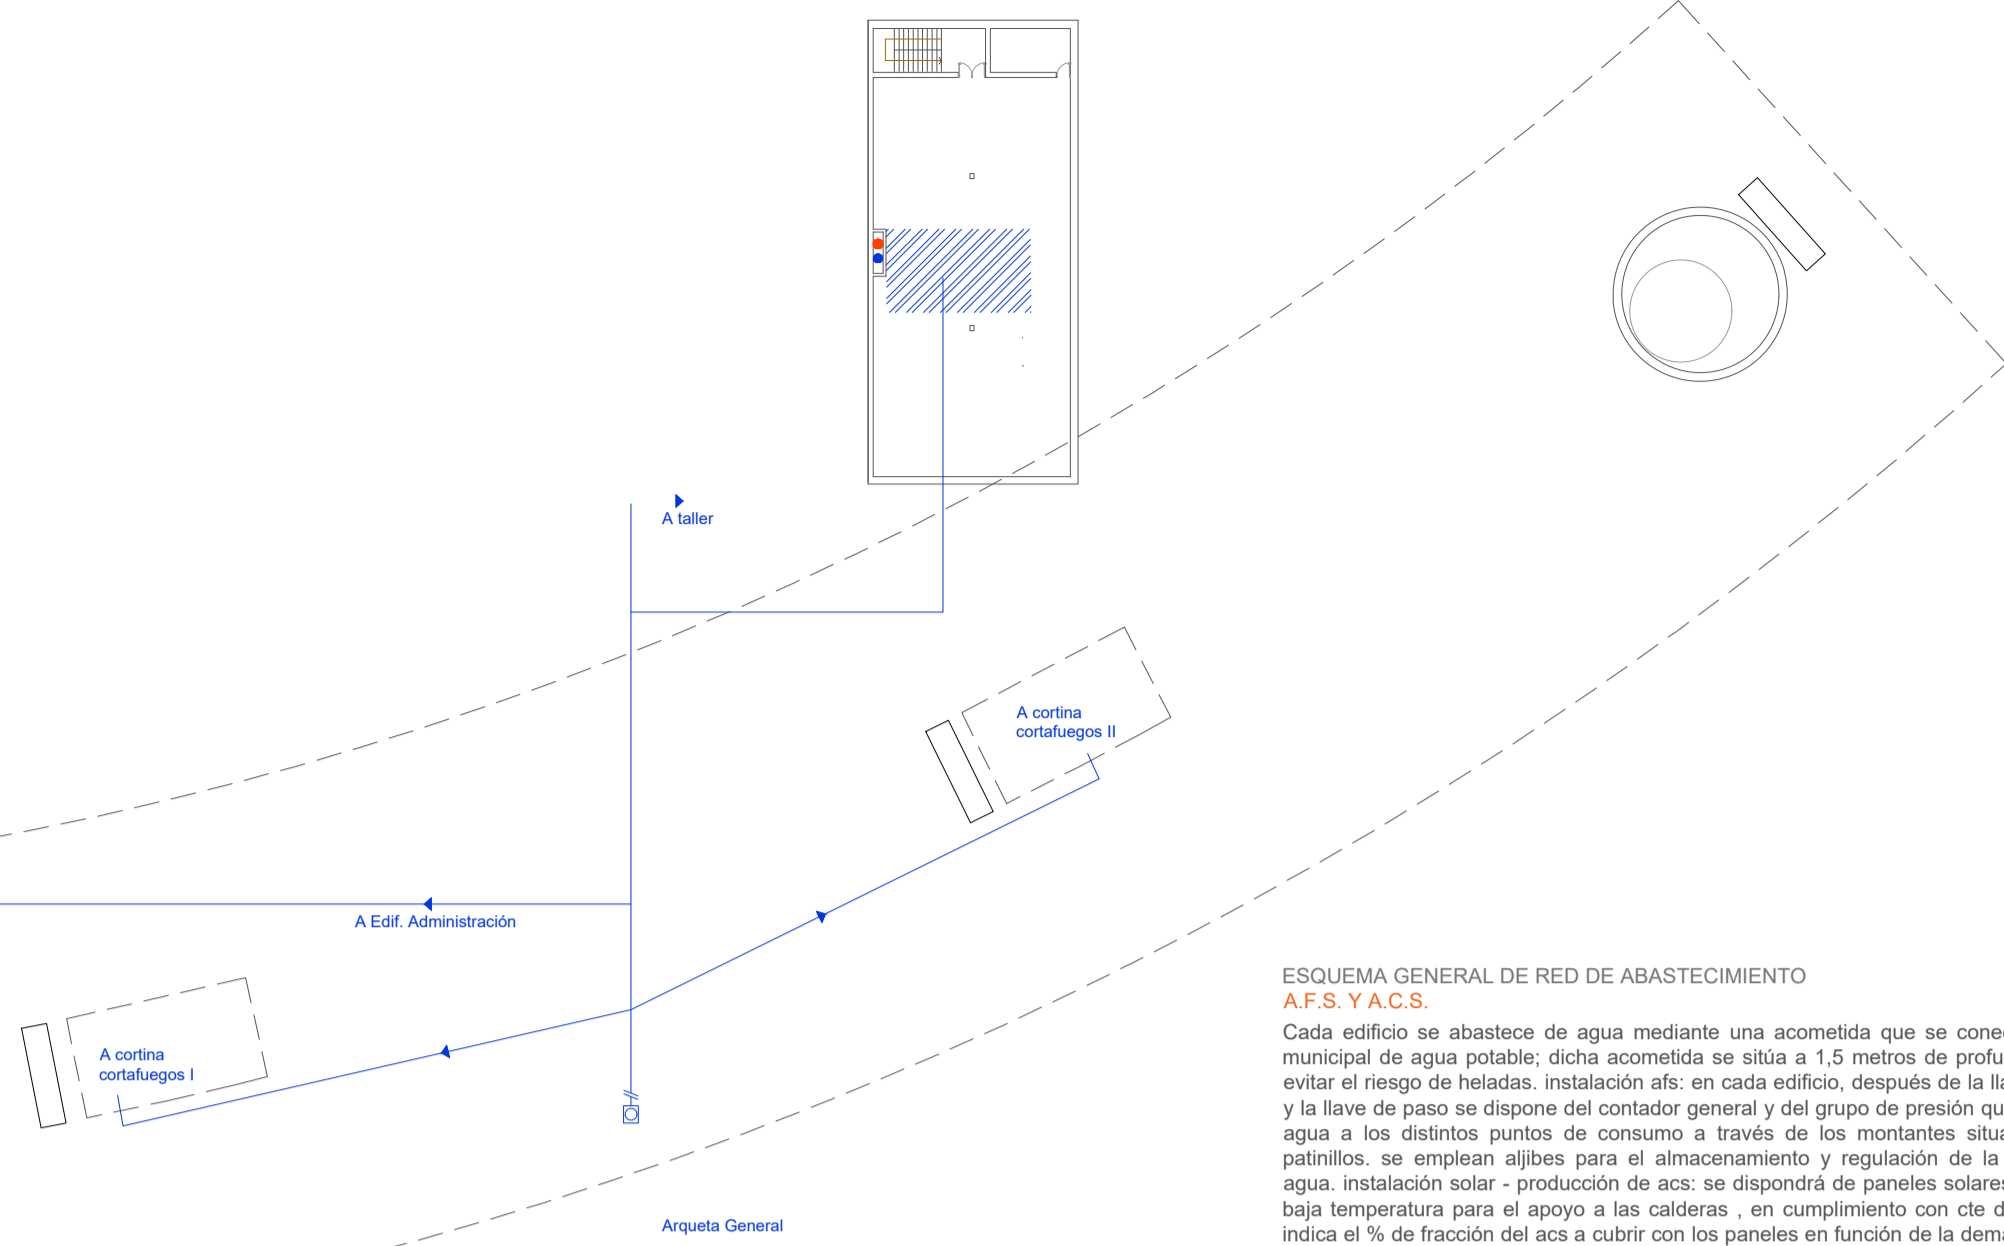 A taller
A cortina
cortafuegos II
A Edif. Administración
A cortina
cortafuegos I
Arqueta General
ESQUEMA GENERAL DE RED DE ABASTECIMIENTO
A.F.S. Y A.C.S.
Cada edificio se abastece de agua mediante una acometida que se
municipal de agua potable; dicha acometida se sitúa a 1,5 metros de
evitar el riesgo de heladas. instalación afs: en cada edificio, después de la
y la llave de paso se dispone del contador general y del grupo de presión
agua a los distintos puntos de consumo a través de los montantes
patinillos. se emplean aljibes para el almacenamiento y regulación de la
agua. instalación solar - producción de acs: se dispondrá de paneles solares
baja temperatura para el apoyo a las calderas , en cumplimiento con cte
indica el % de fracción del acs a cubrir con los paneles en función de la